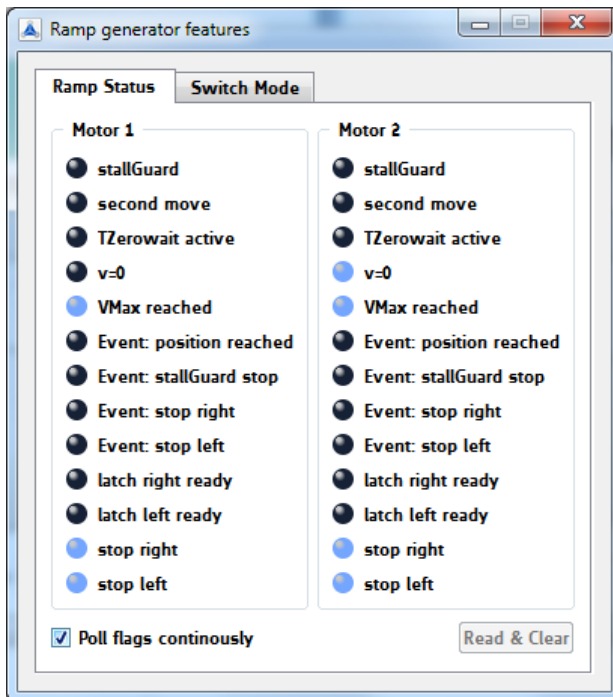 Ramp generator features
Ramp Status
Switch Mode
Motor 1
stallGuard
second move
TZerowait active
v=0
VMax reached
Event: position reached
Event: stallGuard stop
Event: stop right
Event: stop left
latch right ready
latch left ready
stop right
stop left
Motor 2
stallGuard
second move
TZerowait active
v=0
VMax reached
Event: position reached
Event: stallGuard stop
Event: stop right
Event: stop left
latch right ready
latch left ready
stop right
stop left
Poll flags continously
Read & Clear